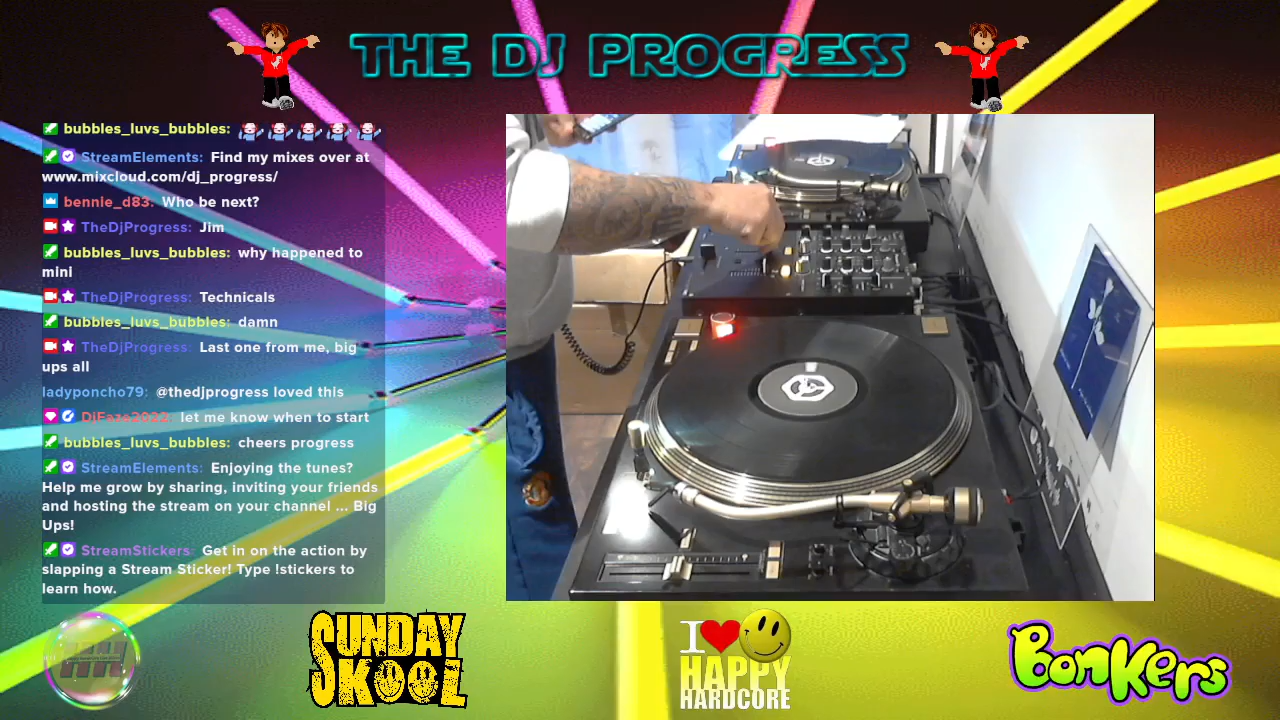 THE DJ PROGRESS
bubbles_luvs_bubbles:
StreamElements: Find my mixes over at
www.mixcloud.com/dj_progress/
bennie_d83: Who be next?
TheDjProgress: Jim
bubbles_luvs_bubbles: why happened to
mini
TheDjProgress: Technicals
bubbles_luvs_bubbles: damn
TheDjProgress: Last one from me, big
ups all
ladyponcho79: @thedjprogress loved this
DjFaze2022: let me know when to start
bubbles_luvs_bubbles: cheers progress
StreamElements: Enjoying the tunes?
Help me grow by sharing, inviting your friends
and hosting the stream on your channel ... Big
Ups!
StreamStickers: Get in on the action by
slapping a Stream Sticker! Type !stickers to
learn how.
SUNDAY
SKOOL
I
HAPPY
HARDCORE
BonKers